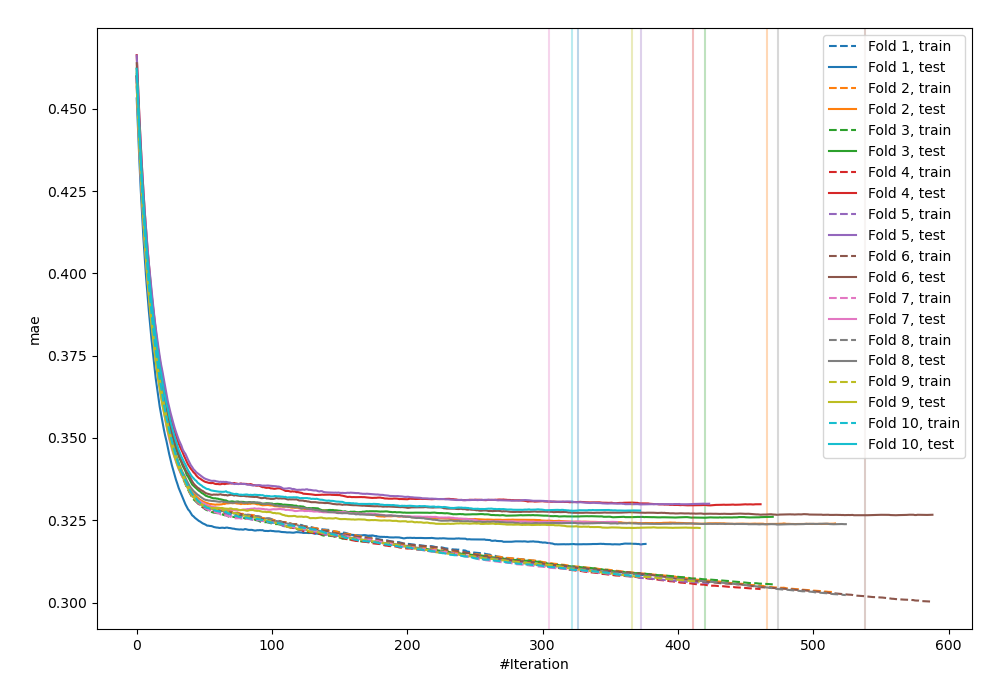 0.450
0.425
0.400
0.375
0.350
0.325
0.300
mae
0
100
200
300
400
500
600
#Iteration
Fold 1, train
Fold 1, test
Fold 2, train
Fold 2, test
Fold 3, train
Fold 3, test
Fold 4, train
Fold 4, test
Fold 5, train
Fold 5, test
Fold 6, train
Fold 6, test
Fold 7, train
Fold 7, test
Fold 8, train
Fold 8, test
Fold 9, train
Fold 9, test
Fold 10, train
Fold 10, test